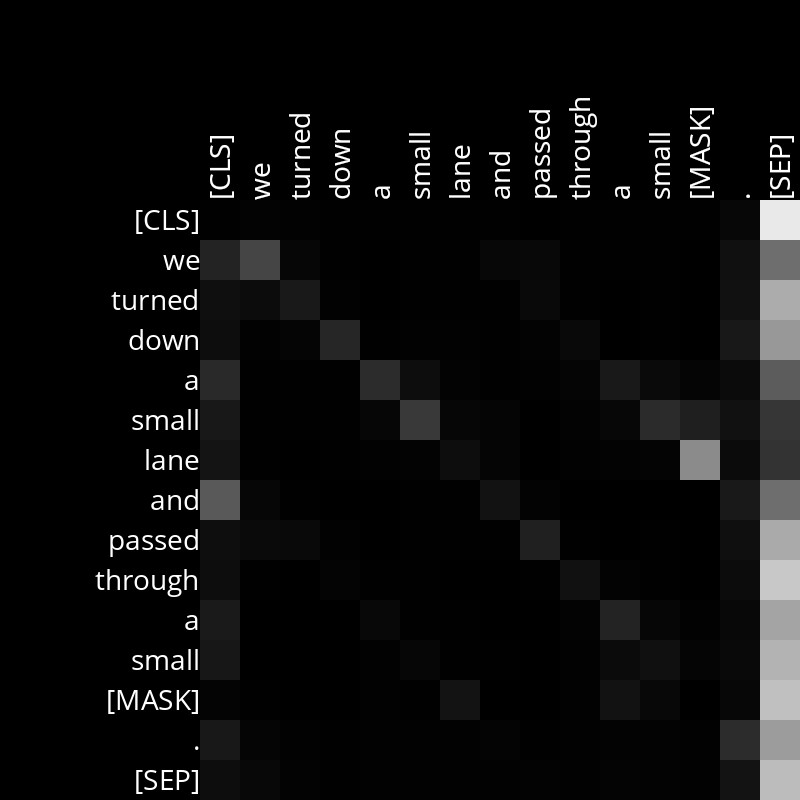 [CLS] we turned down a small lane and passed through a small [MASK] . [SEP]
[CLS]
we
turned
down
a
small
lane
and
passed
through
a
small
[MASK]
.
[SEP]